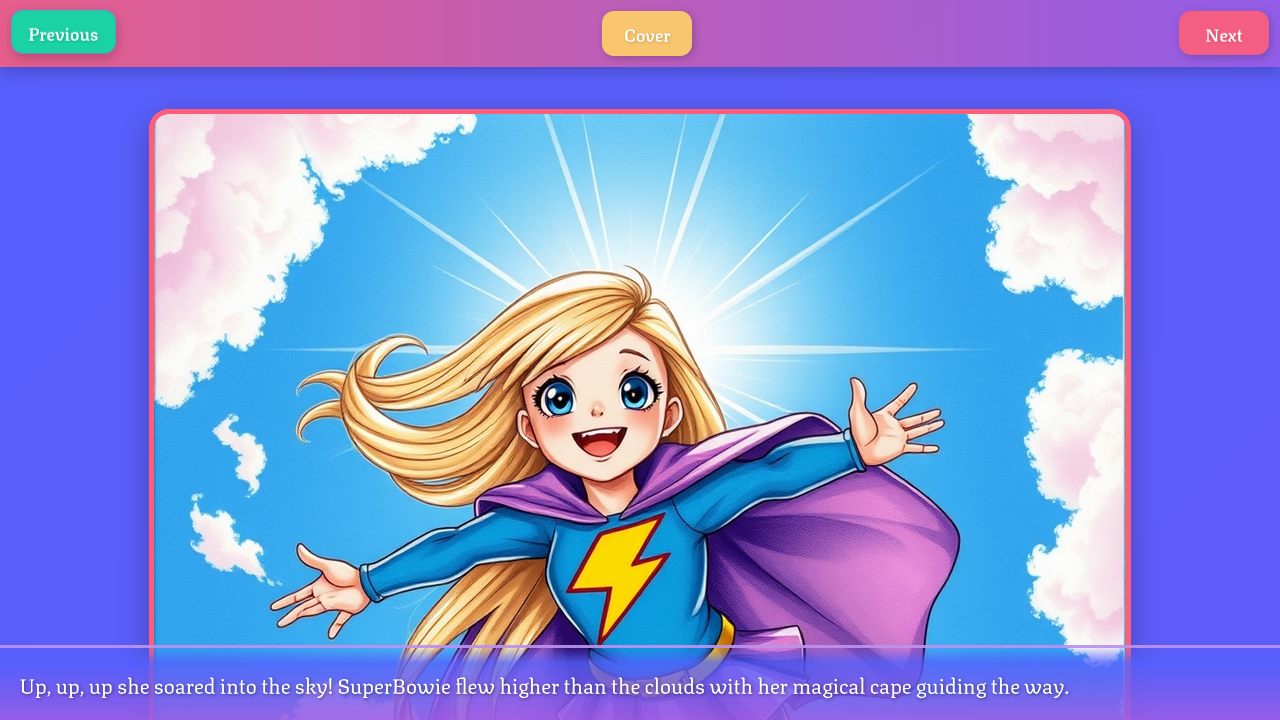 Previous
Cover
Next
Up, up, up she soared into the sky! SuperBowie flew higher than the clouds with her magical cape guiding the way.